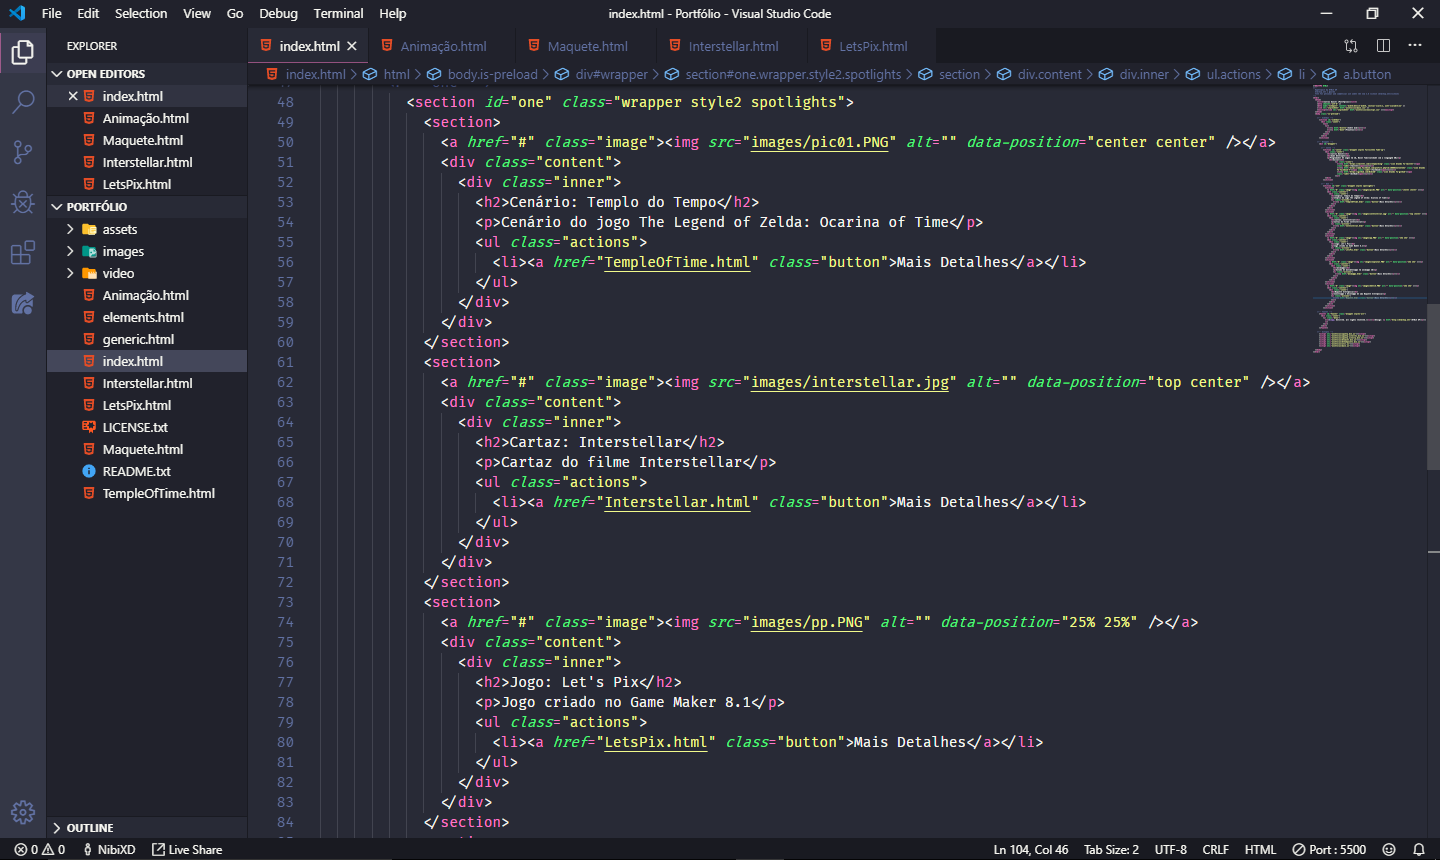 File Edit Selection View Go Debug Terminal Help
index.html - Portfólio - Visual Studio Code
EXPLORER
OPEN EDITORS
index.html
Animação.html
Maquete.html
Interstellar.html
LetsPix.html
PORTFÓLIO
assets
images
video
Animação.html
elements.html
generic.html
index.html
Interstellar.html
LetsPix.html
LICENSE.txt
Maquete.html
README.txt
TempleOfTime.html
OUTLINE
index.html Animação.html Maquete.html Interstellar.html LetsPix.html
index.html > html > body.is-preload > div#wrapper > section#one.wrapper.style2.spotlights > section > div.content > div.inner > ul.actions > li > a.button
48 <section id="one" class="wrapper style2 spotlights">
49 <section>
50 <a href="#" class="image"><img src="images/pic01.PNG" alt="" data-position="center center" /></a>
51 <div class="content">
52 <div class="inner">
53 <h2>Cenário: Templo do Tempo</h2>
54 <p>Cenário do jogo The Legend of Zelda: Ocarina of Time</p>
55 <ul class="actions">
56 <li><a href="TempleOfTime.html" class="button">Mais Detalhes</a></li>
57 </ul>
58 </div>
59 </div>
60 </section>
61 <section>
62 <a href="#" class="image"><img src="images/interstellar.jpg" alt="" data-position="top center" /></a>
63 <div class="content">
64 <div class="inner">
65 <h2>Cartaz: Interstellar</h2>
66 <p>Cartaz do filme Interstellar</p>
67 <ul class="actions">
68 <li><a href="Interstellar.html" class="button">Mais Detalhes</a></li>
69 </ul>
70 </div>
71 </div>
72 </section>
73 <section>
74 <a href="#" class="image"><img src="images/pp.PNG" alt="" data-position="25% 25%" /></a>
75 <div class="content">
76 <div class="inner">
77 <h2>Jogo: Let's Pix</h2>
78 <p>Jogo criado no Game Maker 8.1</p>
79 <ul class="actions">
80 <li><a href="LetsPix.html" class="button">Mais Detalhes</a></li>
81 </ul>
82 </div>
83 </div>
84 </section>
0 0 NibiXD Live Share
Ln 104, Col 46 Tab Size: 2 UTF-8 CRLF HTML Port : 5500